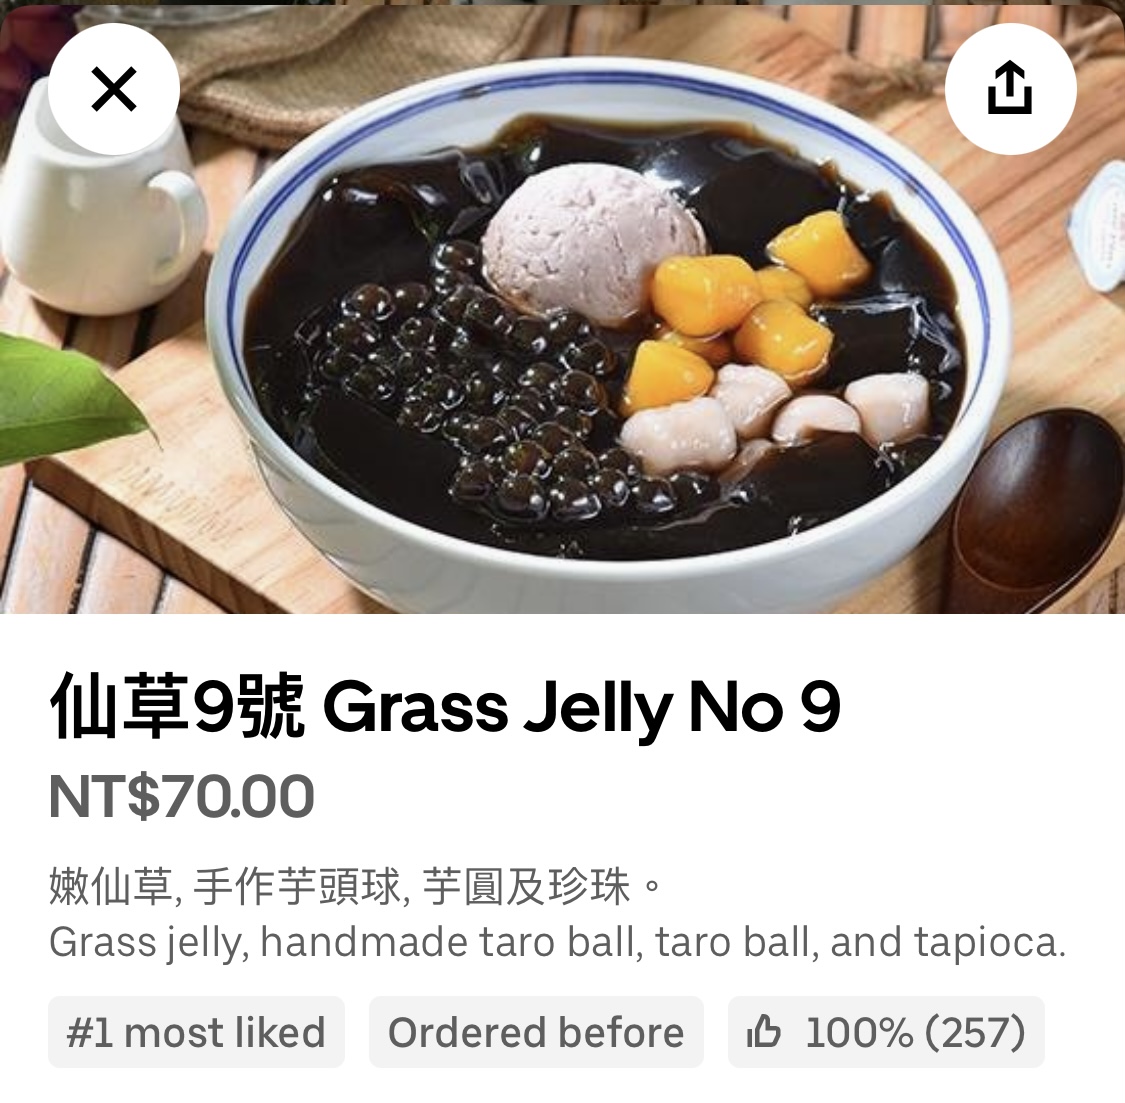 仙草9號 Grass Jelly No 9
NT$70.00
嫩仙草, 手作芋頭球, 芋圓及珍珠。
Grass jelly, handmade taro ball, taro ball, and tapioca.
#1 most liked
Ordered before
100% (257)